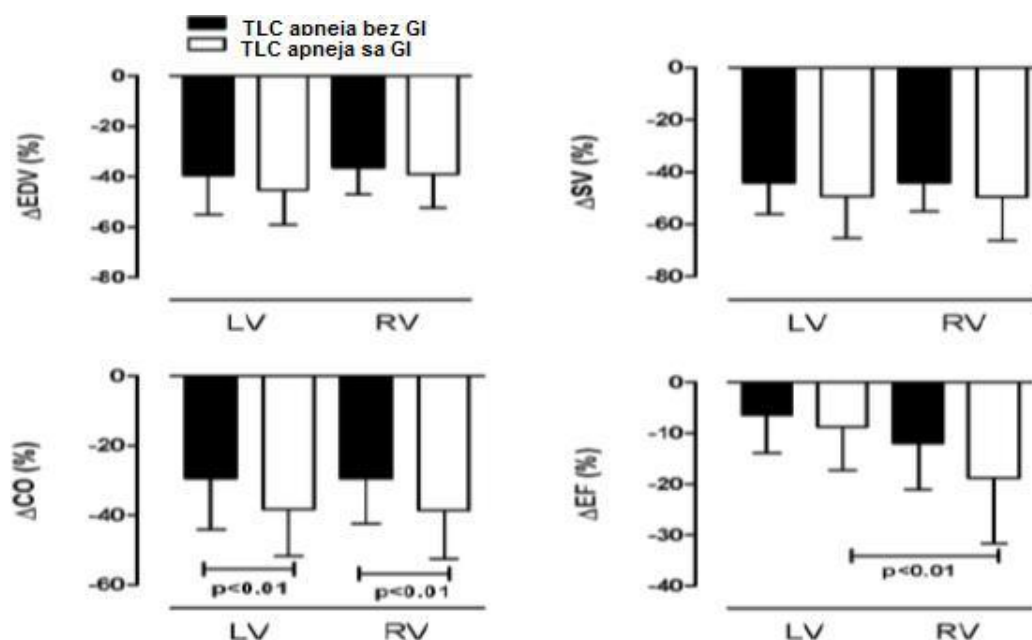 TLC apneja bez GI
TLC apneja sa GI
ΔEDV (%)
0
-20
-40
-60
-80
LV RV
ΔSV (%)
0
-20
-40
-60
-80
LV RV
ΔCO (%)
0
-20
-40
-60
p<0.01 p<0.01
LV RV
ΔEF (%)
0
-10
-20
-30
-40
p<0.01
LV RV